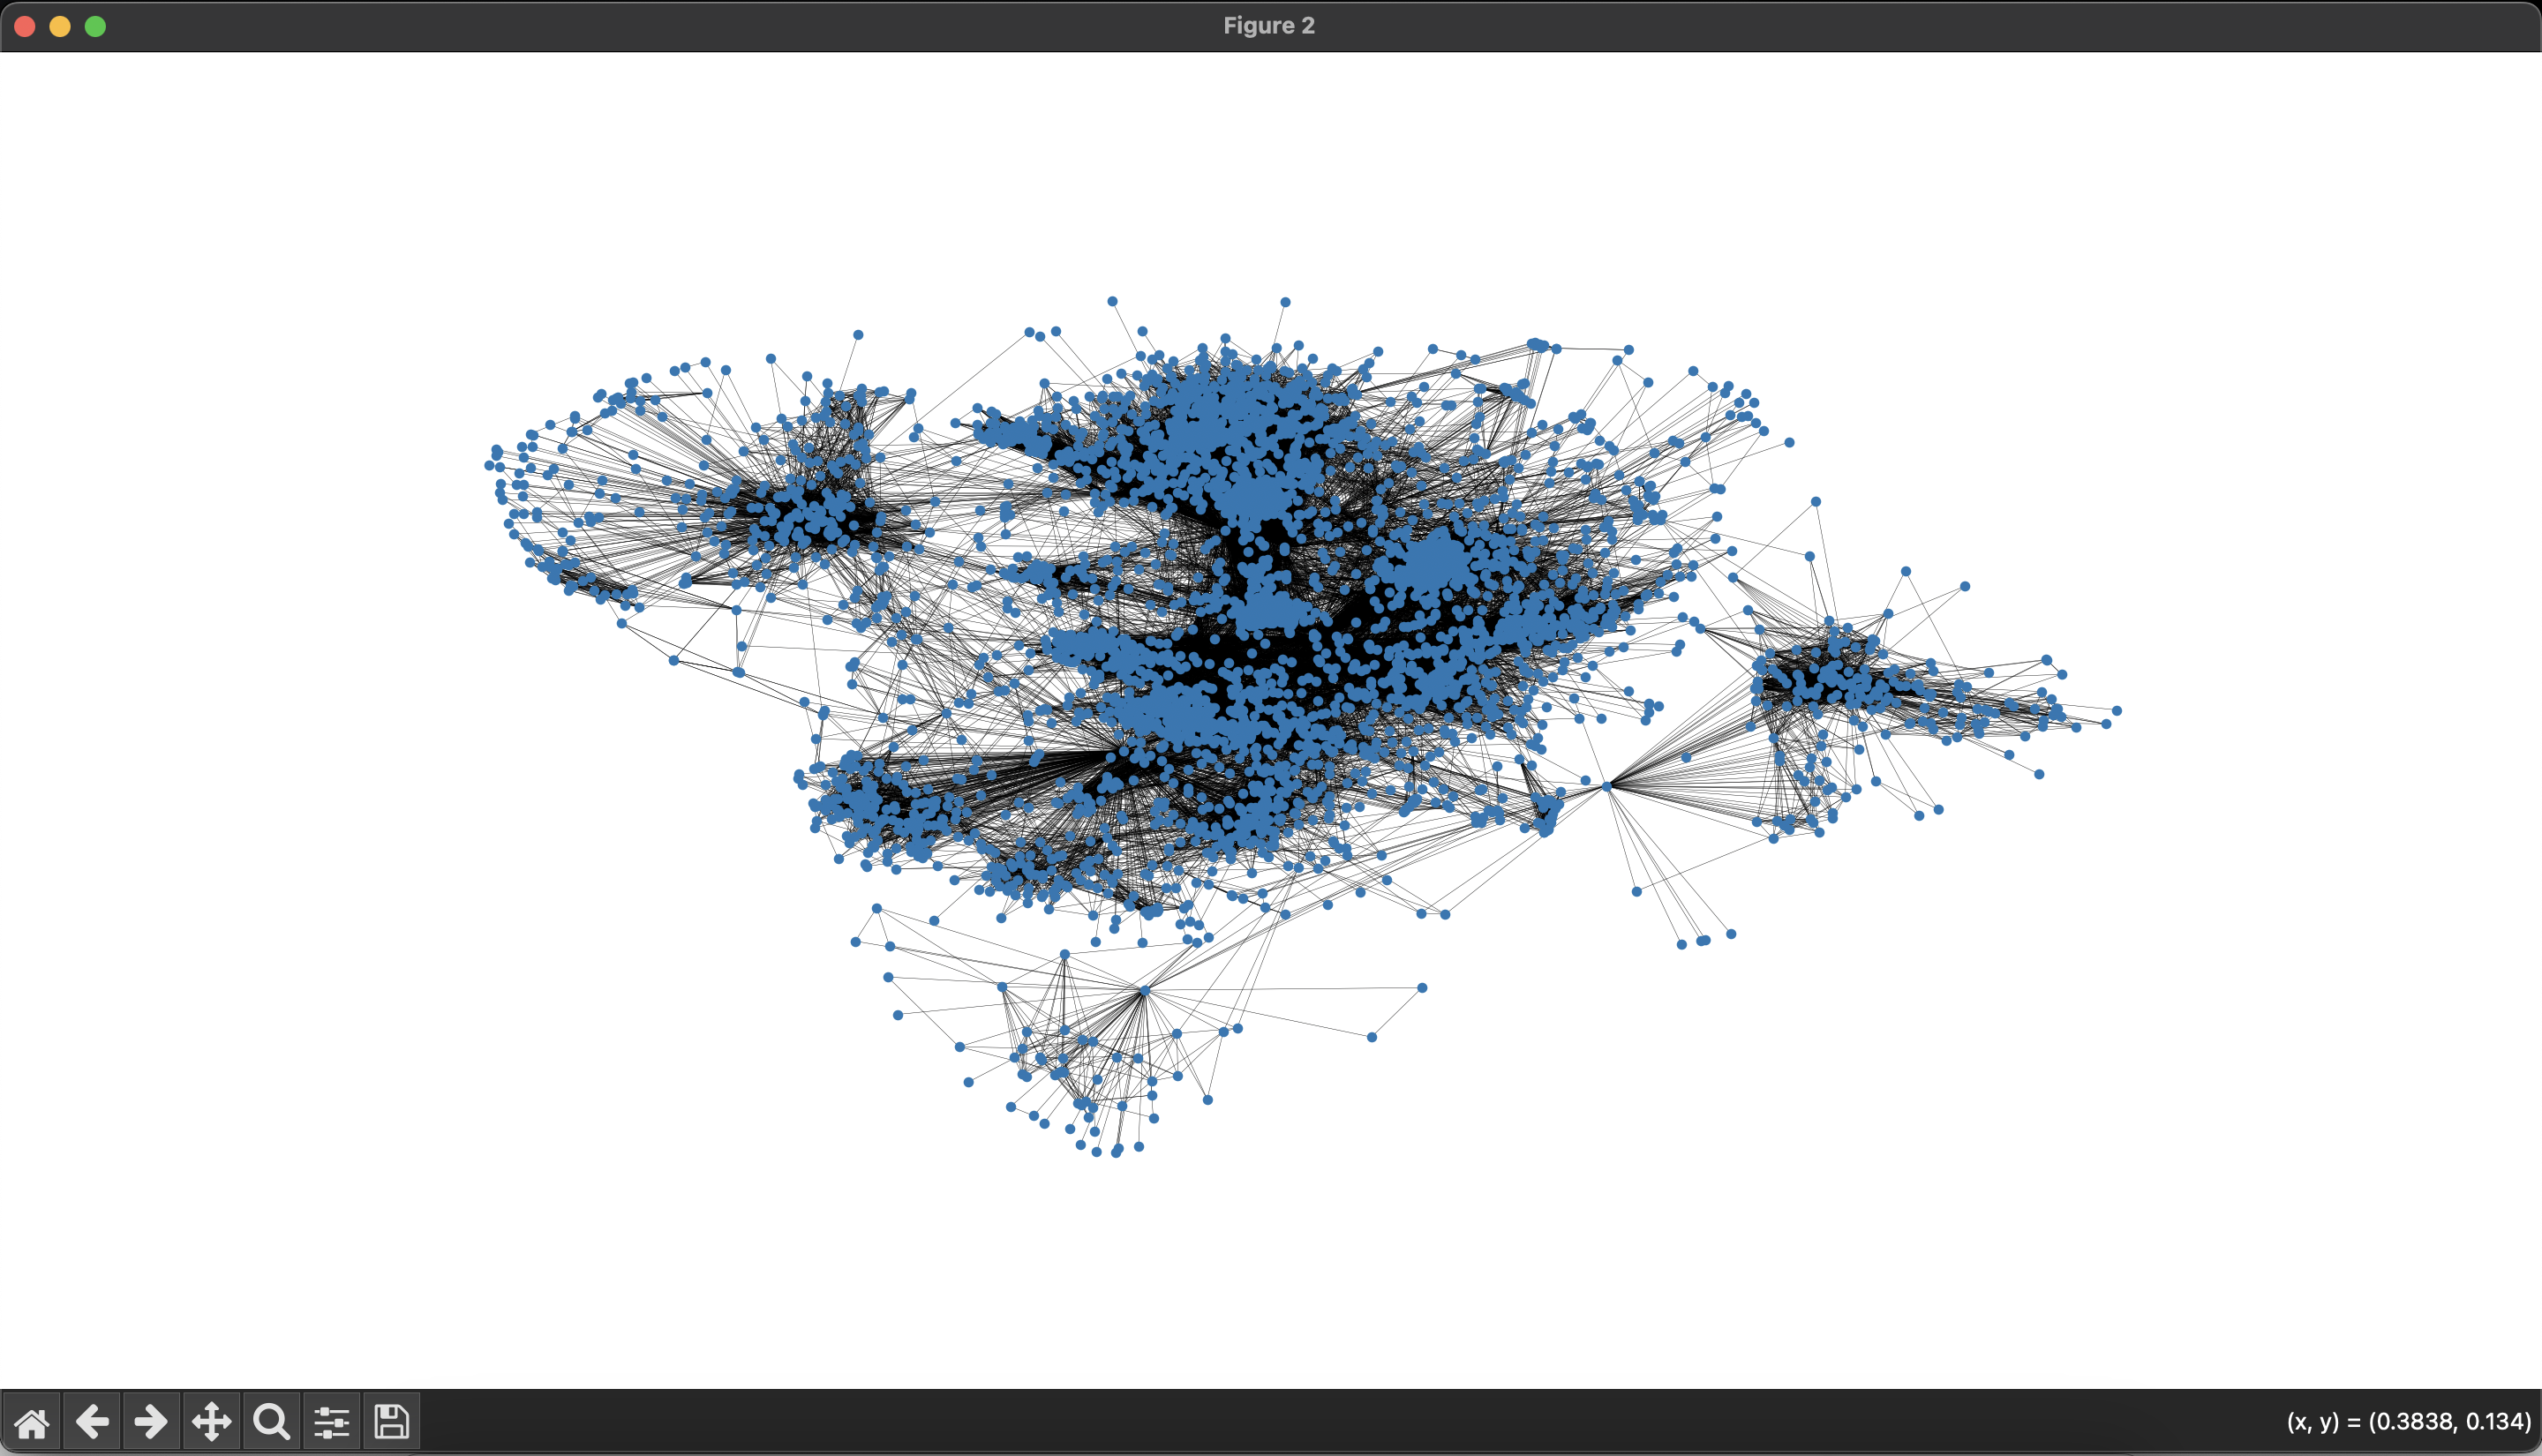 Figure 2
(x, y) = (0.3838, 0.134)